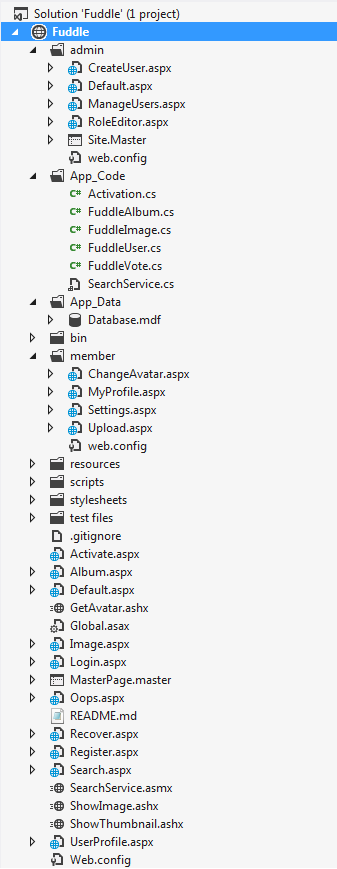 Solution 'Fuddle' (1 project)
Fuddle
admin
CreateUser.aspx
Default.aspx
ManageUsers.aspx
RoleEditor.aspx
Site.Master
web.config
App_Code
C# Activation.cs
C# FuddleAlbum.cs
C# FuddleImage.cs
C# FuddleUser.cs
C# FuddleVote.cs
SearchService.cs
App_Data
Database.mdf
bin
member
ChangeAvatar.aspx
MyProfile.aspx
Settings.aspx
Upload.aspx
web.config
resources
scripts
stylesheets
test files
.gitignore
Activate.aspx
Album.aspx
Default.aspx
GetAvatar.ashx
Global.asax
Image.aspx
Login.aspx
MasterPage.master
Oops.aspx
README.md
Recover.aspx
Register.aspx
Search.aspx
SearchService.asmx
ShowImage.ashx
ShowThumbnail.ashx
UserProfile.aspx
Web.config